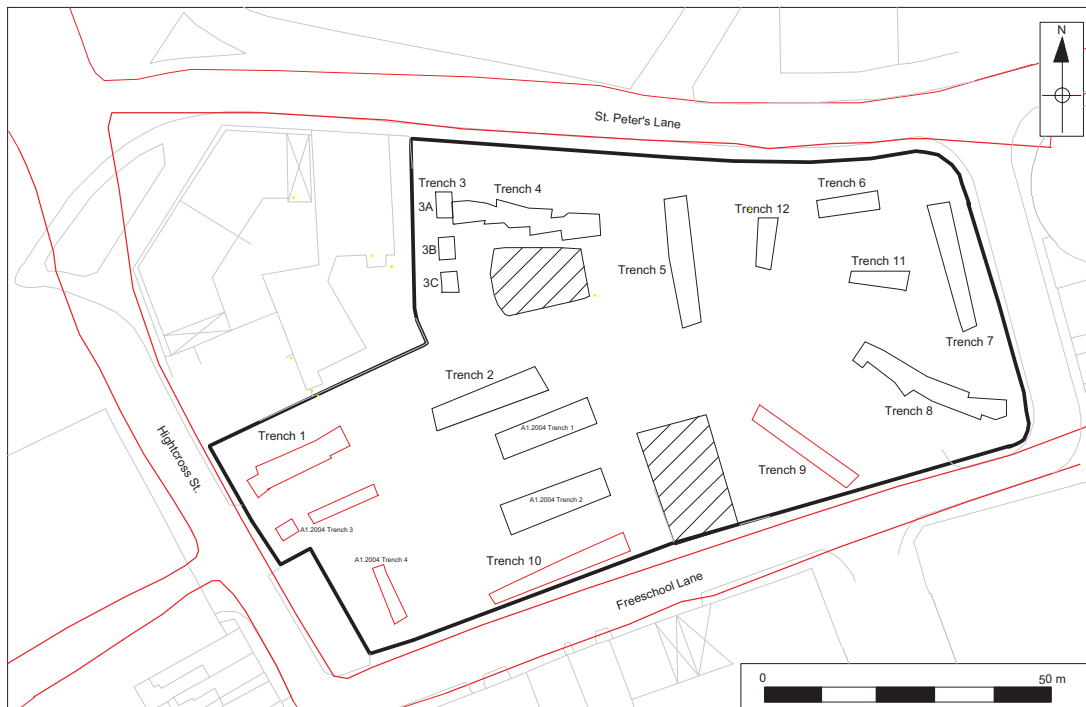 N
St. Peter's Lane
Trench 3
Trench 4
Trench 6
3A
Trench 12
3B
Trench 5
Trench 11
3C
Trench 7
Trench 2
Trench 8
A1.2004 Trench 1
Trench 1
Hightcross St.
Trench 9
A1.2004 Trench 2
A1.2004 Trench 3
A1.2004 Trench 4
Trench 10
Freeschool Lane
0 50 m